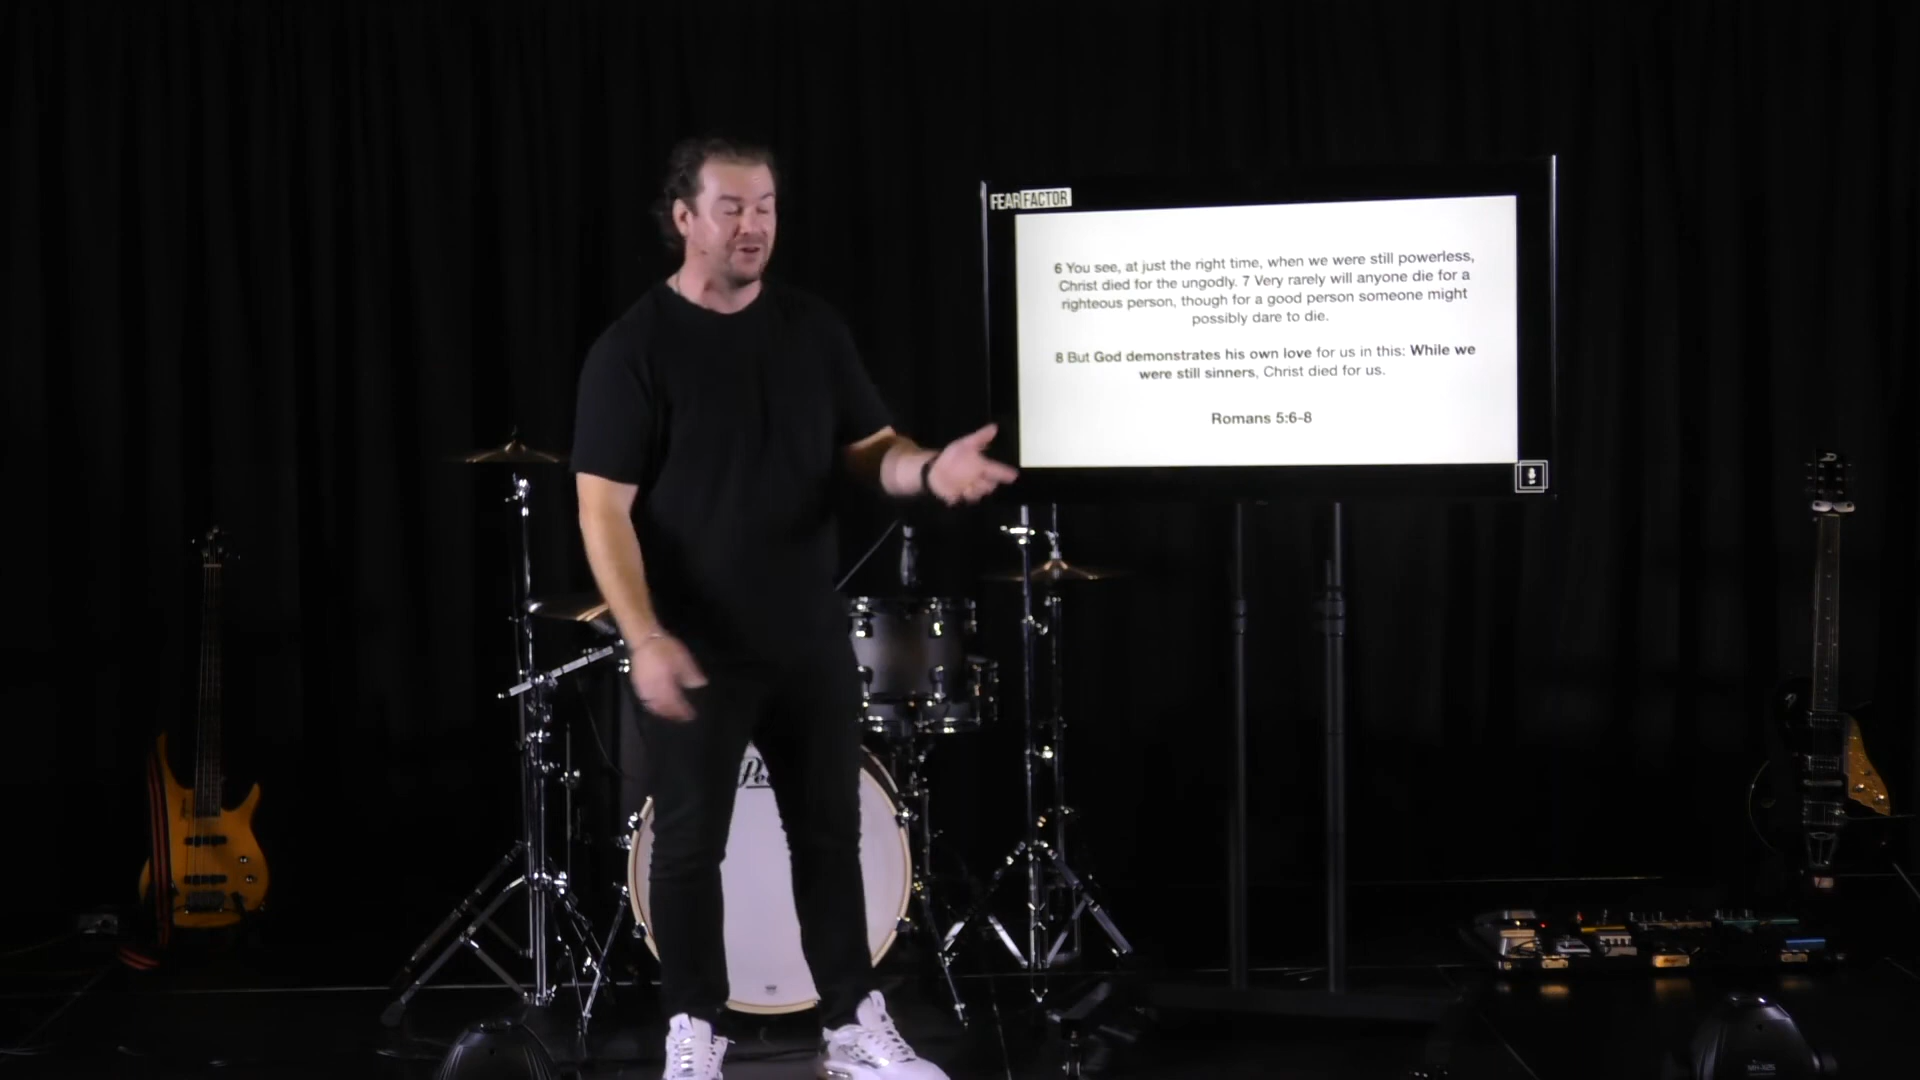 FEAR FACTOR
6 You see, at just the right time, when we were still powerless,
Christ died for the ungodly. 7 Very rarely will anyone die for a
righteous person, though for a good person someone might
possibly dare to die.
8 But God demonstrates his own love for us in this: While we
were still sinners, Christ died for us.
Romans 5:6-8